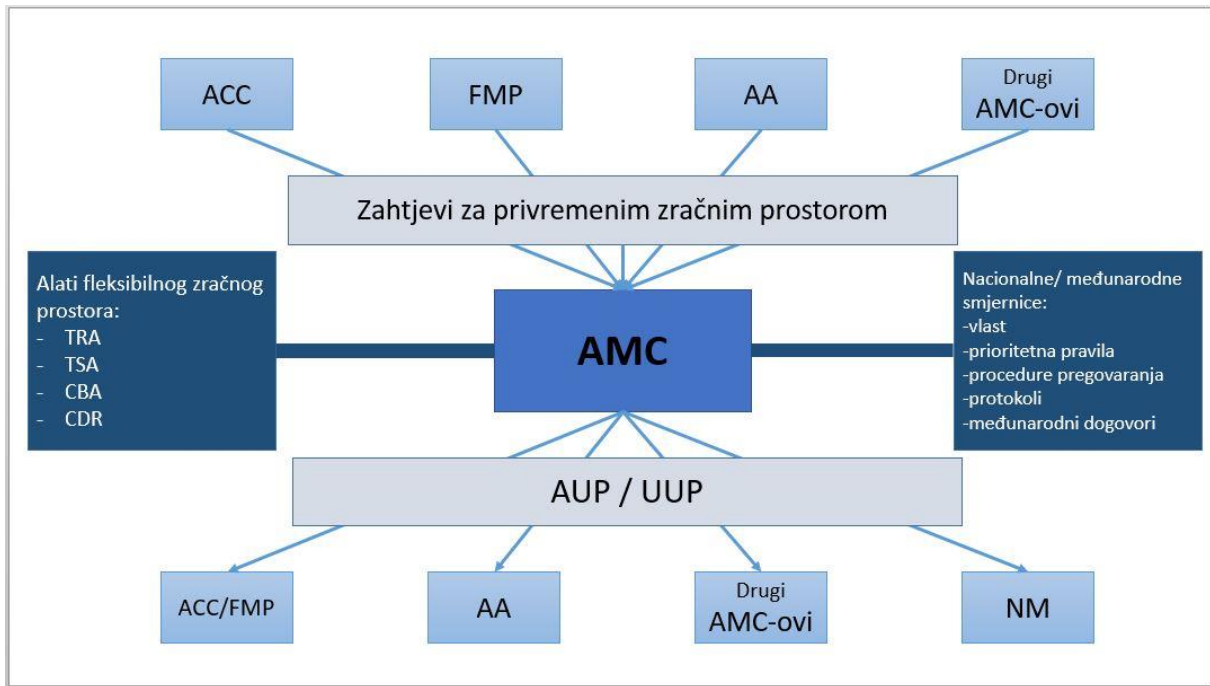 ACC
FMP
AA
Drugi
AMC-ovi
Zahtjevi za privremenim zračnim prostorom
Alati fleksibilnog zračnog
prostora:
- TRA
- TSA
- CBA
- CDR
AMC
Nacionalne/ međunarodne
smjernice:
-vlast
-prioritetna pravila
-procedure pregovaranja
-protokoli
-međunarodni dogovori
AUP / UUP
ACC/FMP
AA
Drugi
AMC-ovi
NM